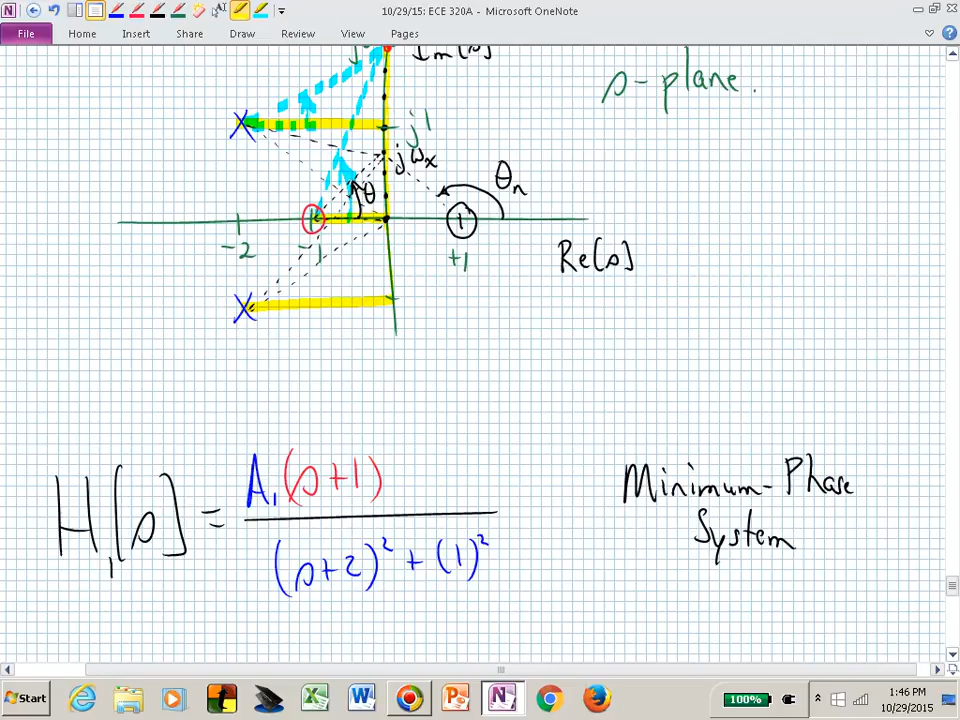 10/29/15: ECE 320A - Microsoft OneNote
File Home Insert Share Draw Review View Pages
Im[s]
s-plane.
X
j1
jωx
θ
θn
-2 -1 +1
Re[s]
X
H1[s] = A1(s+1)
(s+2)² + (1)²
Minimum-Phase
System
Start
100%
1:46 PM
10/29/2015